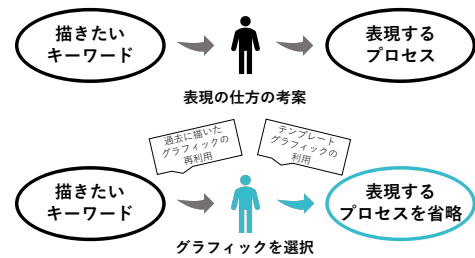 描きたい
キーワード
表現する
プロセス
表現の仕方の考案
過去に描いた
グラフィックの
再利用
テンプレート
グラフィックの
利用
描きたい
キーワード
表現する
プロセスを省略
グラフィックを選択